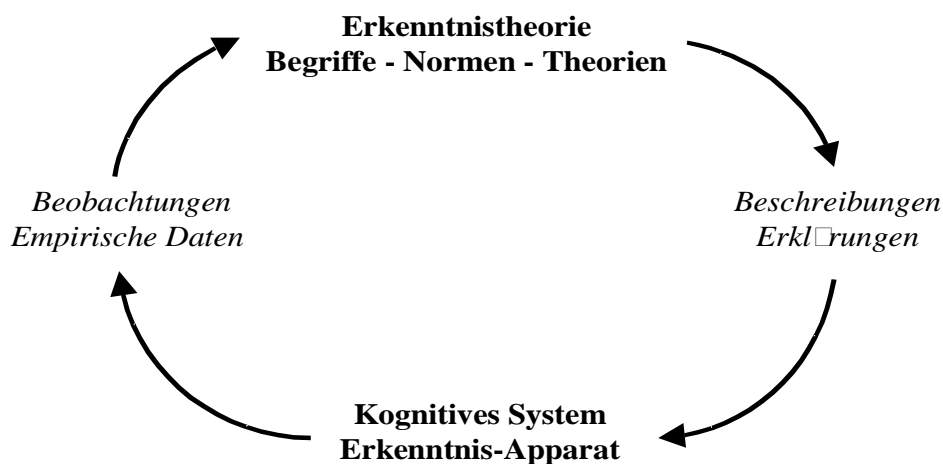 Erkenntnistheorie
Begriffe - Normen - Theorien
Beobachtungen
Empirische Daten
Beschreibungen
Erkl□rungen
Kognitives System
Erkenntnis-Apparat